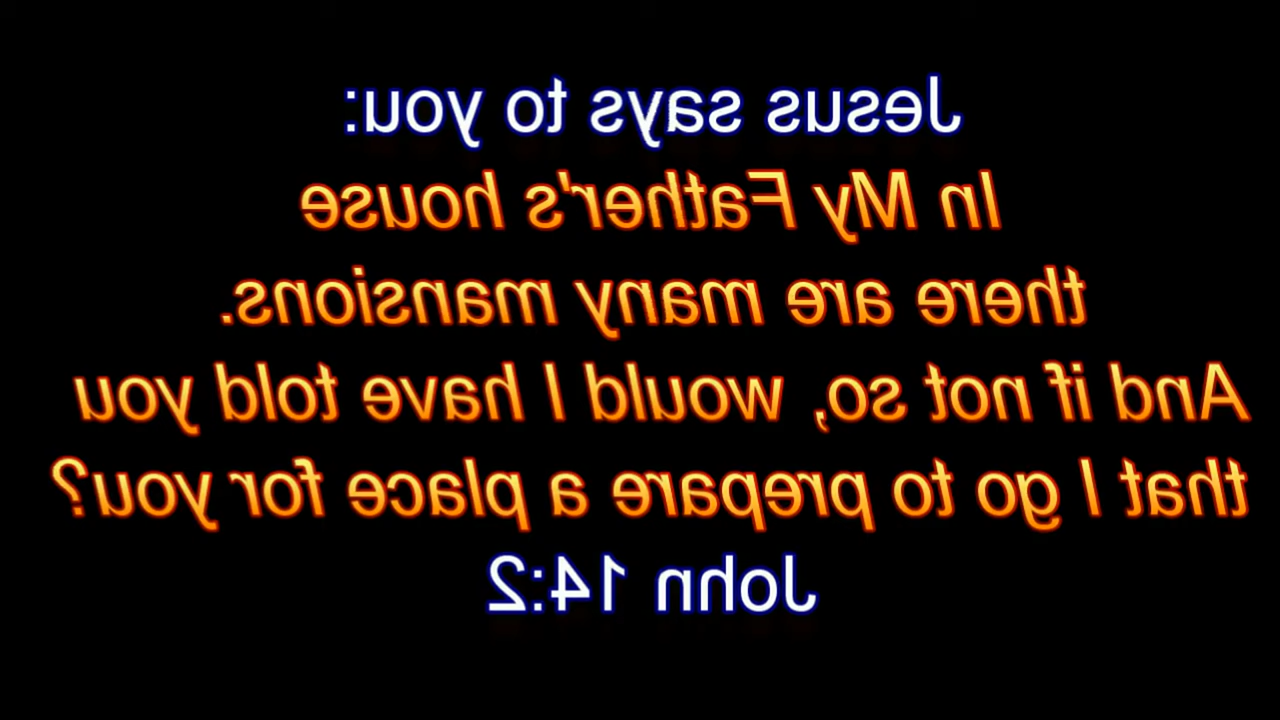 Jesus says to you:
In My Father's house
there are many mansions.
And if not so, would I have told you
that I go to prepare a place for you?
John 14:2